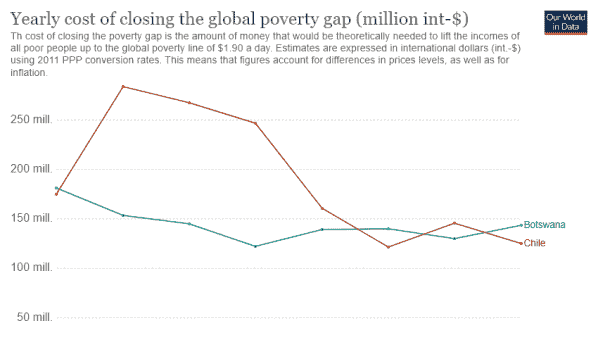 Yearly cost of closing the global poverty gap (million int-$)
Our World
in Data
Th cost of closing the poverty gap is the amount of money that would be theoretically needed to lift the incomes of
all poor people up to the global poverty line of $1.90 a day. Estimates are expressed in international dollars (int.-$)
using 2011 PPP conversion rates. This means that figures account for differences in prices levels, as well as for
inflation.
250 mill.
200 mill.
150 mill.
100 mill.
50 mill.
Botswana
Chile